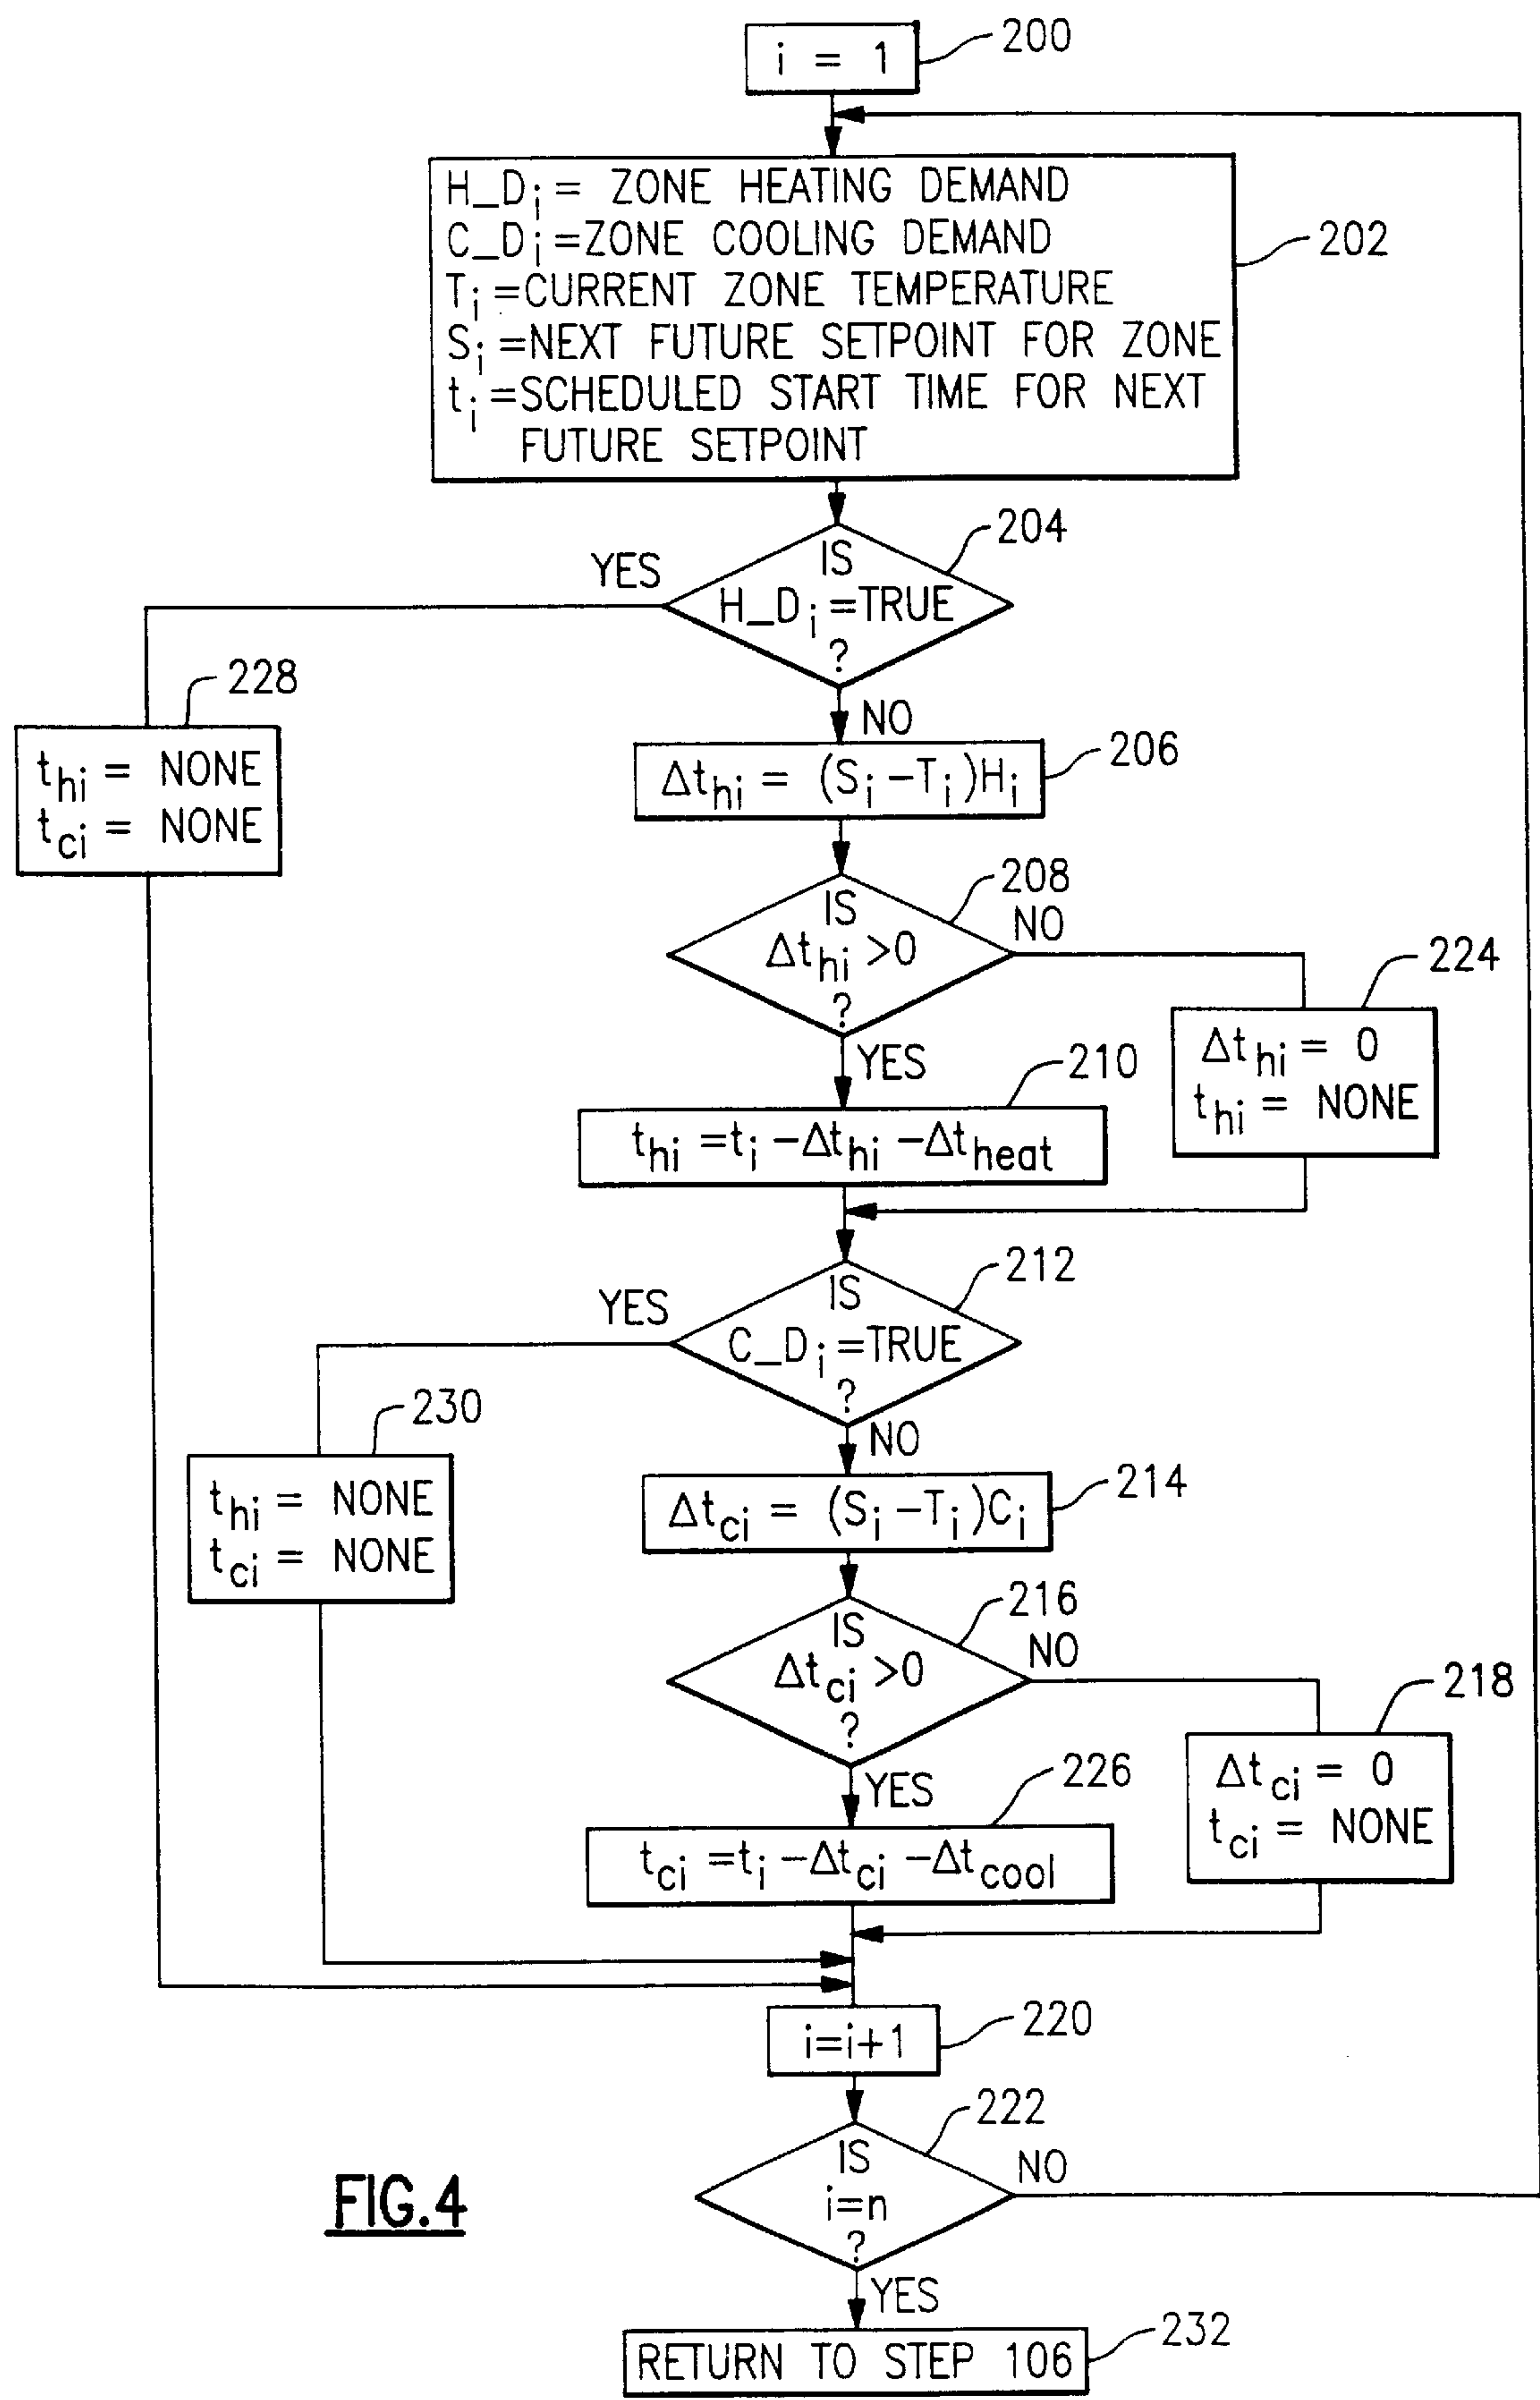 i = 1
200
H_Di = ZONE HEATING DEMAND
C_Di =ZONE COOLING DEMAND
Ti =CURRENT ZONE TEMPERATURE
Si =NEXT FUTURE SETPOINT FOR ZONE
ti =SCHEDULED START TIME FOR NEXT
FUTURE SETPOINT
202
204
IS
H_Di =TRUE
?
YES
NO
228
thi = NONE
tci = NONE
206
Δthi = (Si -Ti )Hi
208
IS
Δthi >0
?
NO
YES
224
Δthi = 0
thi = NONE
210
thi =ti -Δthi -Δtheat
212
IS
C_Di =TRUE
?
YES
NO
230
thi = NONE
tci = NONE
214
Δtci = (Si -Ti )Ci
216
IS
Δtci >0
?
NO
YES
218
Δtci = 0
tci = NONE
226
tci =ti -Δtci -Δtcool
220
i=i+1
222
IS
i=n
?
NO
YES
232
RETURN TO STEP 106
FIG.4